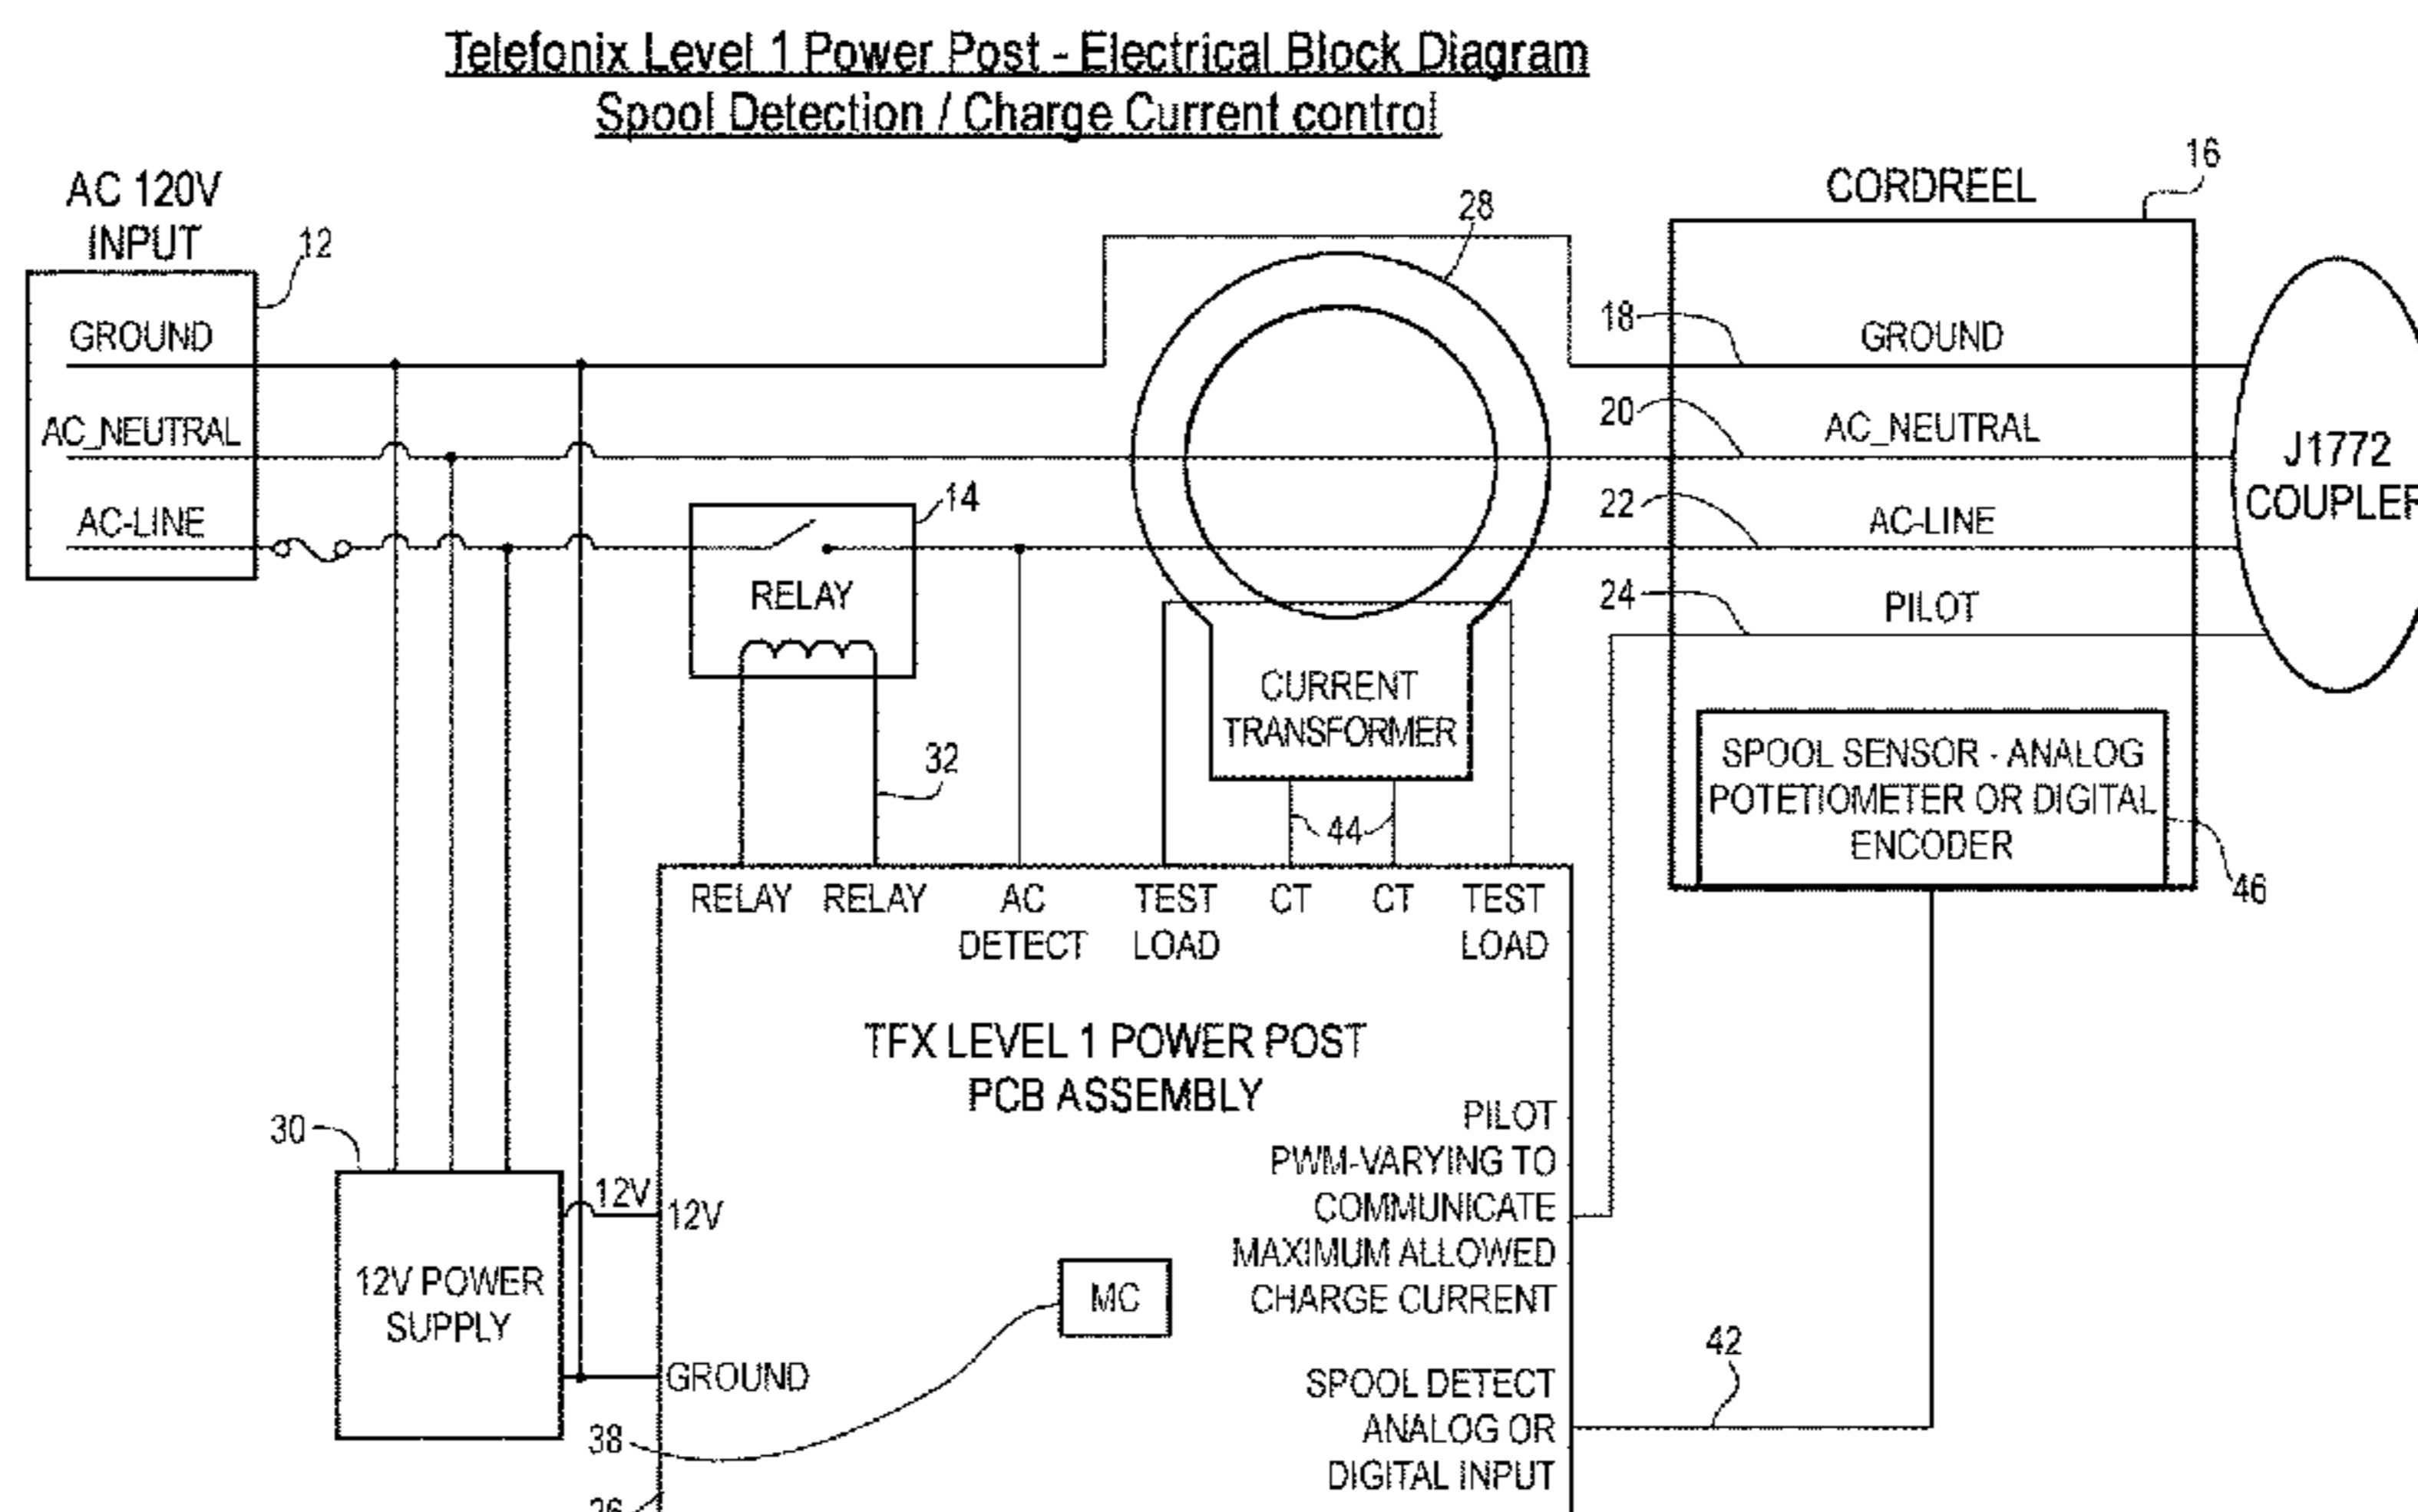 Telefonix Level 1 Power Post - Electrical Block Diagram
Spool Detection / Charge Current control
AC 120V
INPUT
12
GROUND
AC_NEUTRAL
AC-LINE
14
RELAY
32
28
CURRENT
TRANSFORMER
44
CORDREEL
16
18
GROUND
20
AC_NEUTRAL
22
AC-LINE
24
PILOT
J1772
COUPLER
SPOOL SENSOR - ANALOG
POTETIOMETER OR DIGITAL
ENCODER
46
RELAY RELAY AC DETECT TEST LOAD CT CT TEST LOAD
TFX LEVEL 1 POWER POST
PCB ASSEMBLY
30
12V POWER
SUPPLY
12V
12V
GROUND
PILOT
PWM-VARYING TO
COMMUNICATE
MAXIMUM ALLOWED
CHARGE CURRENT
MC
38
SPOOL DETECT
ANALOG OR
DIGITAL INPUT
42